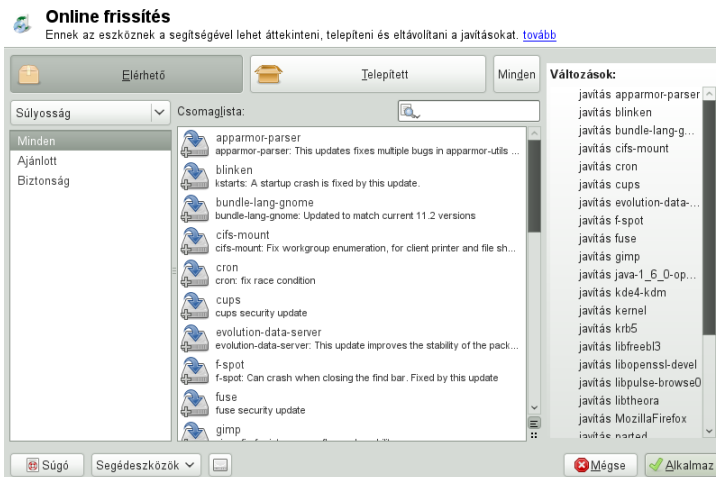 Online frissítés
Ennek az eszköznek a segítségével lehet áttekinteni, telepíteni és eltávolítani a javításokat. tovább
Elérhető
Telepített
Minden
Súlyosság
Minden
Ajánlott
Biztonság
Csomaglista:
apparmor-parser
apparmor-parser: This updates fixes multiple bugs in apparmor-utils ...
blinken
kstarts: A startup crash is fixed by this update.
bundle-lang-gnome
bundle-lang-gnome: Updated to match current 11.2 versions
cifs-mount
cifs-mount: Fix workgroup enumeration, for client printer and file sh...
cron
cron: fix race condition
cups
cups security update
evolution-data-server
evolution-data-server: This update improves the stability of the pack...
f-spot
f-spot: Can crash when closing the find bar. Fixed by this update
fuse
fuse security update
gimp
Változások:
javítás apparmor-parser
javítás blinken
javítás bundle-lang-g...
javítás cifs-mount
javítás cron
javítás cups
javítás evolution-data-...
javítás f-spot
javítás fuse
javítás gimp
javítás java-1_6_0-op...
javítás kde4-kdm
javítás kernel
javítás krb5
javítás libfreebl3
javítás libopenssl-devel
javítás libpulse-browse0
javítás libtheora
javítás MozillaFirefox
javítás parted
Súgó
Segédeszközök
Mégse
Alkalmaz